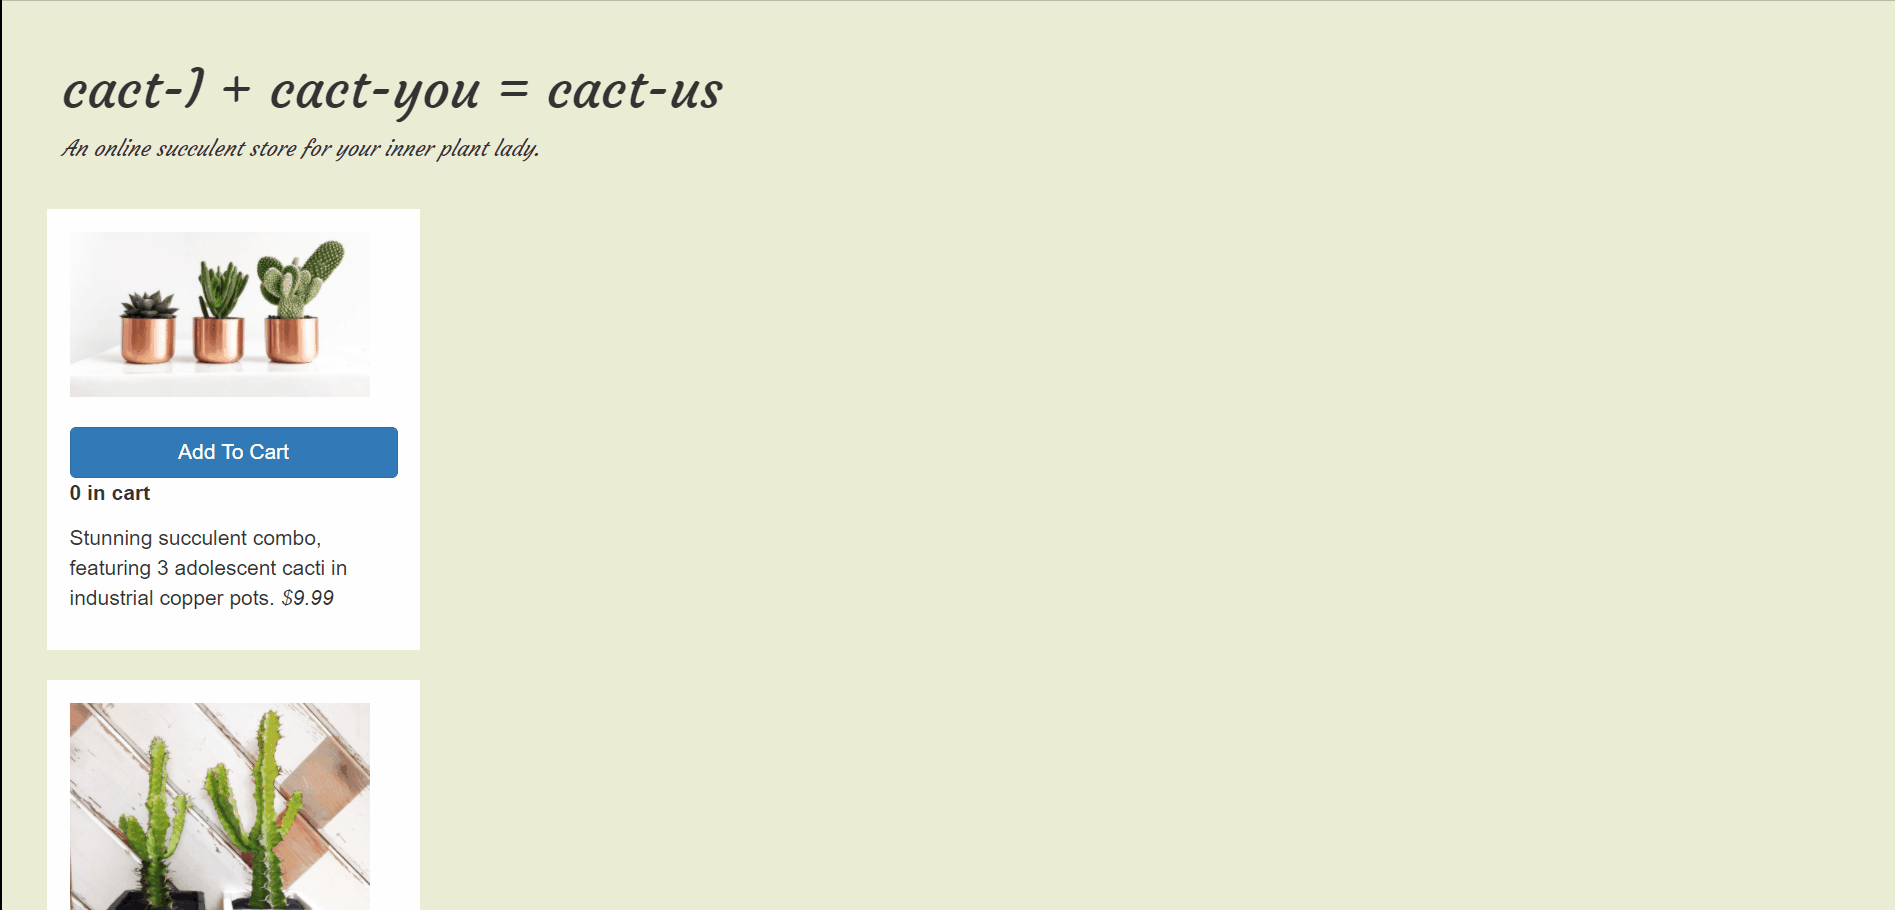 cact-I + cact-you = cact-us
An online succulent store for your inner plant lady.
Add To Cart
0 in cart
Stunning succulent combo,
featuring 3 adolescent cacti in
industrial copper pots. $9.99